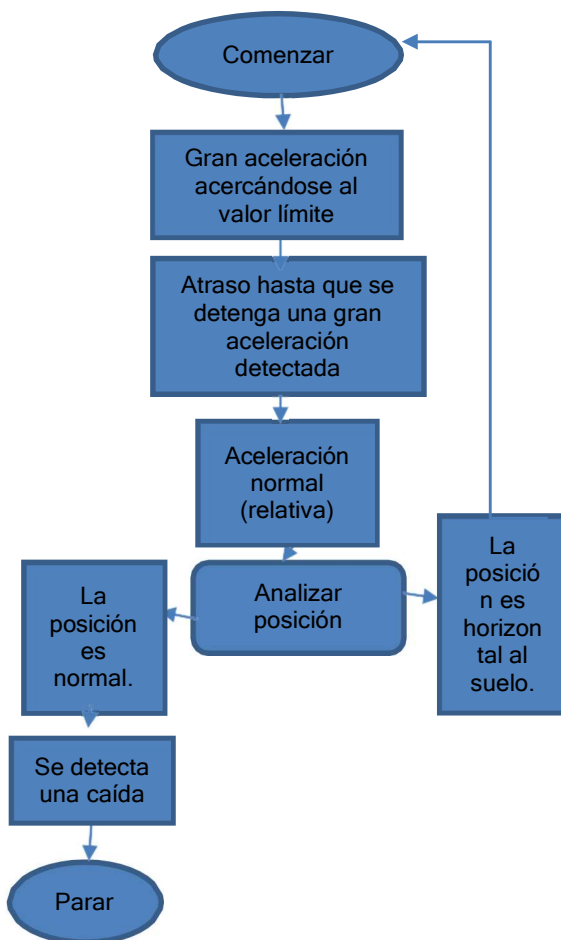 Comenzar
Gran aceleración
acercándose al
valor límite
Atraso hasta que se
detenga una gran
aceleración
detectada
Aceleración
normal
(relativa)
Analizar
posición
La
posició
n es
horizon
tal al
suelo.
La
posición
es
normal.
Se detecta
una caída
Parar